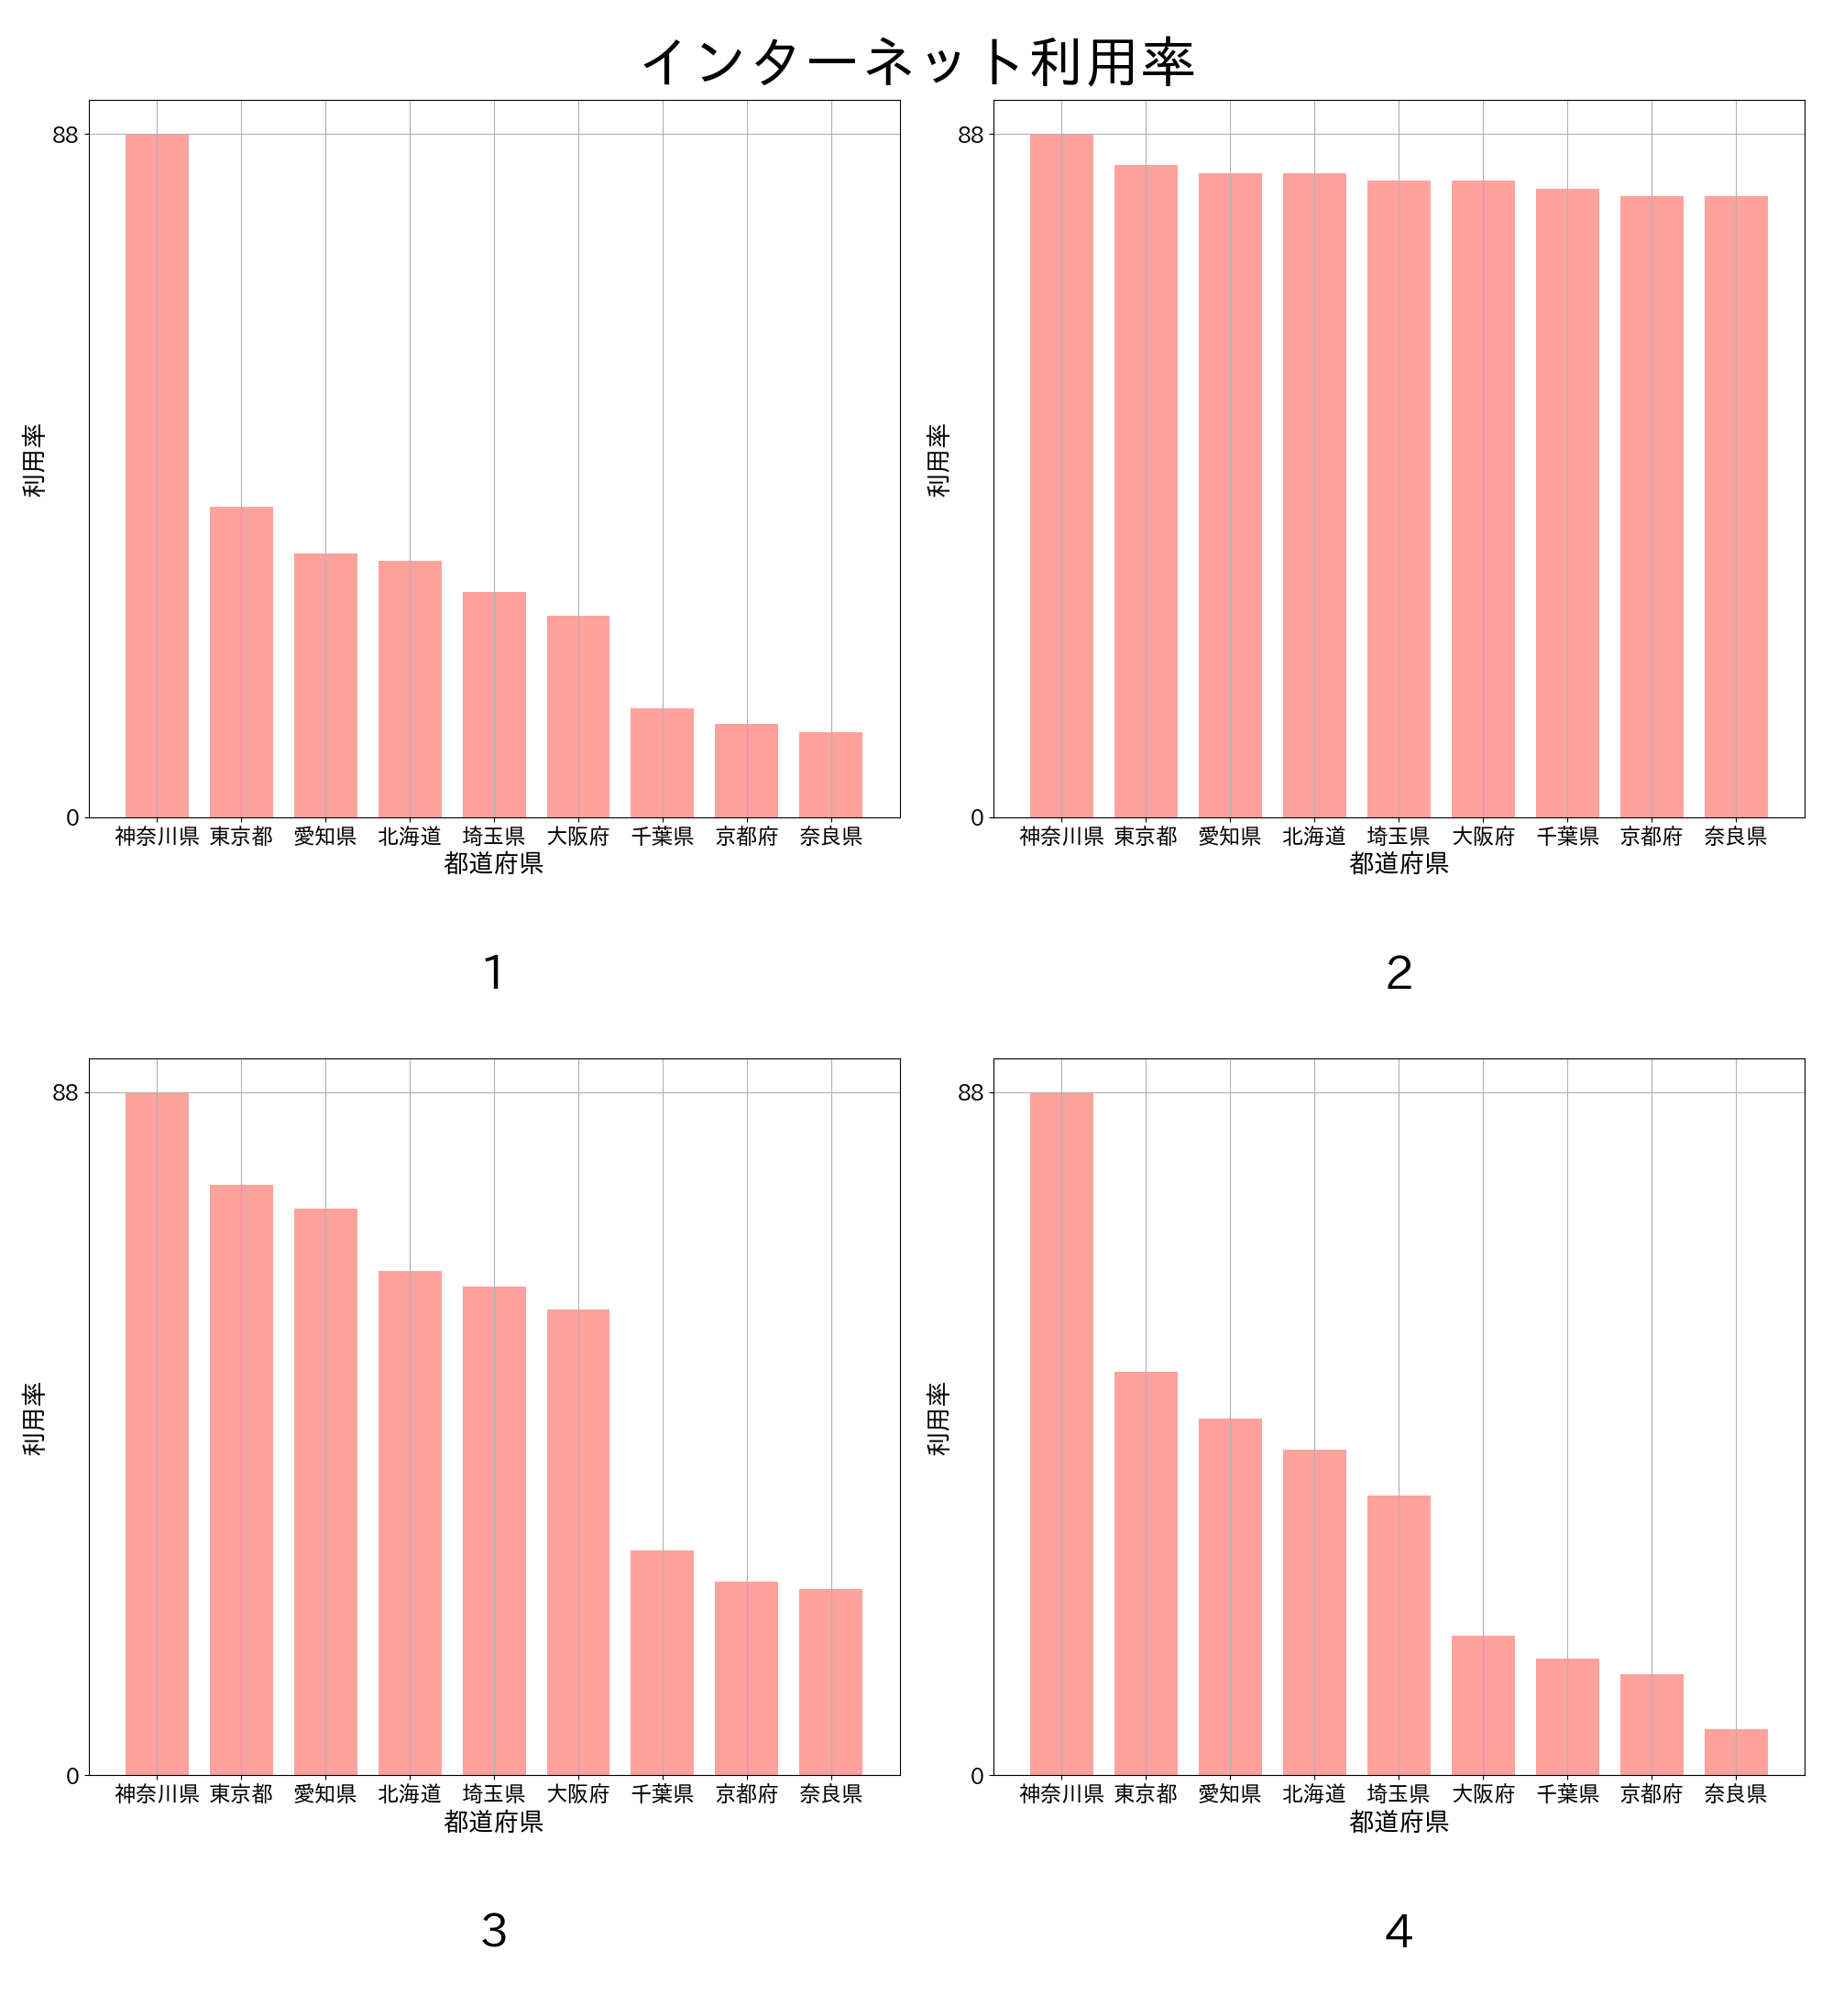 インターネット利用率
88
0
利用率
神奈川県 東京都 愛知県 北海道 埼玉県 大阪府 千葉県 京都府 奈良県
都道府県
1
88
0
利用率
神奈川県 東京都 愛知県 北海道 埼玉県 大阪府 千葉県 京都府 奈良県
都道府県
2
88
0
利用率
神奈川県 東京都 愛知県 北海道 埼玉県 大阪府 千葉県 京都府 奈良県
都道府県
3
88
0
利用率
神奈川県 東京都 愛知県 北海道 埼玉県 大阪府 千葉県 京都府 奈良県
都道府県
4